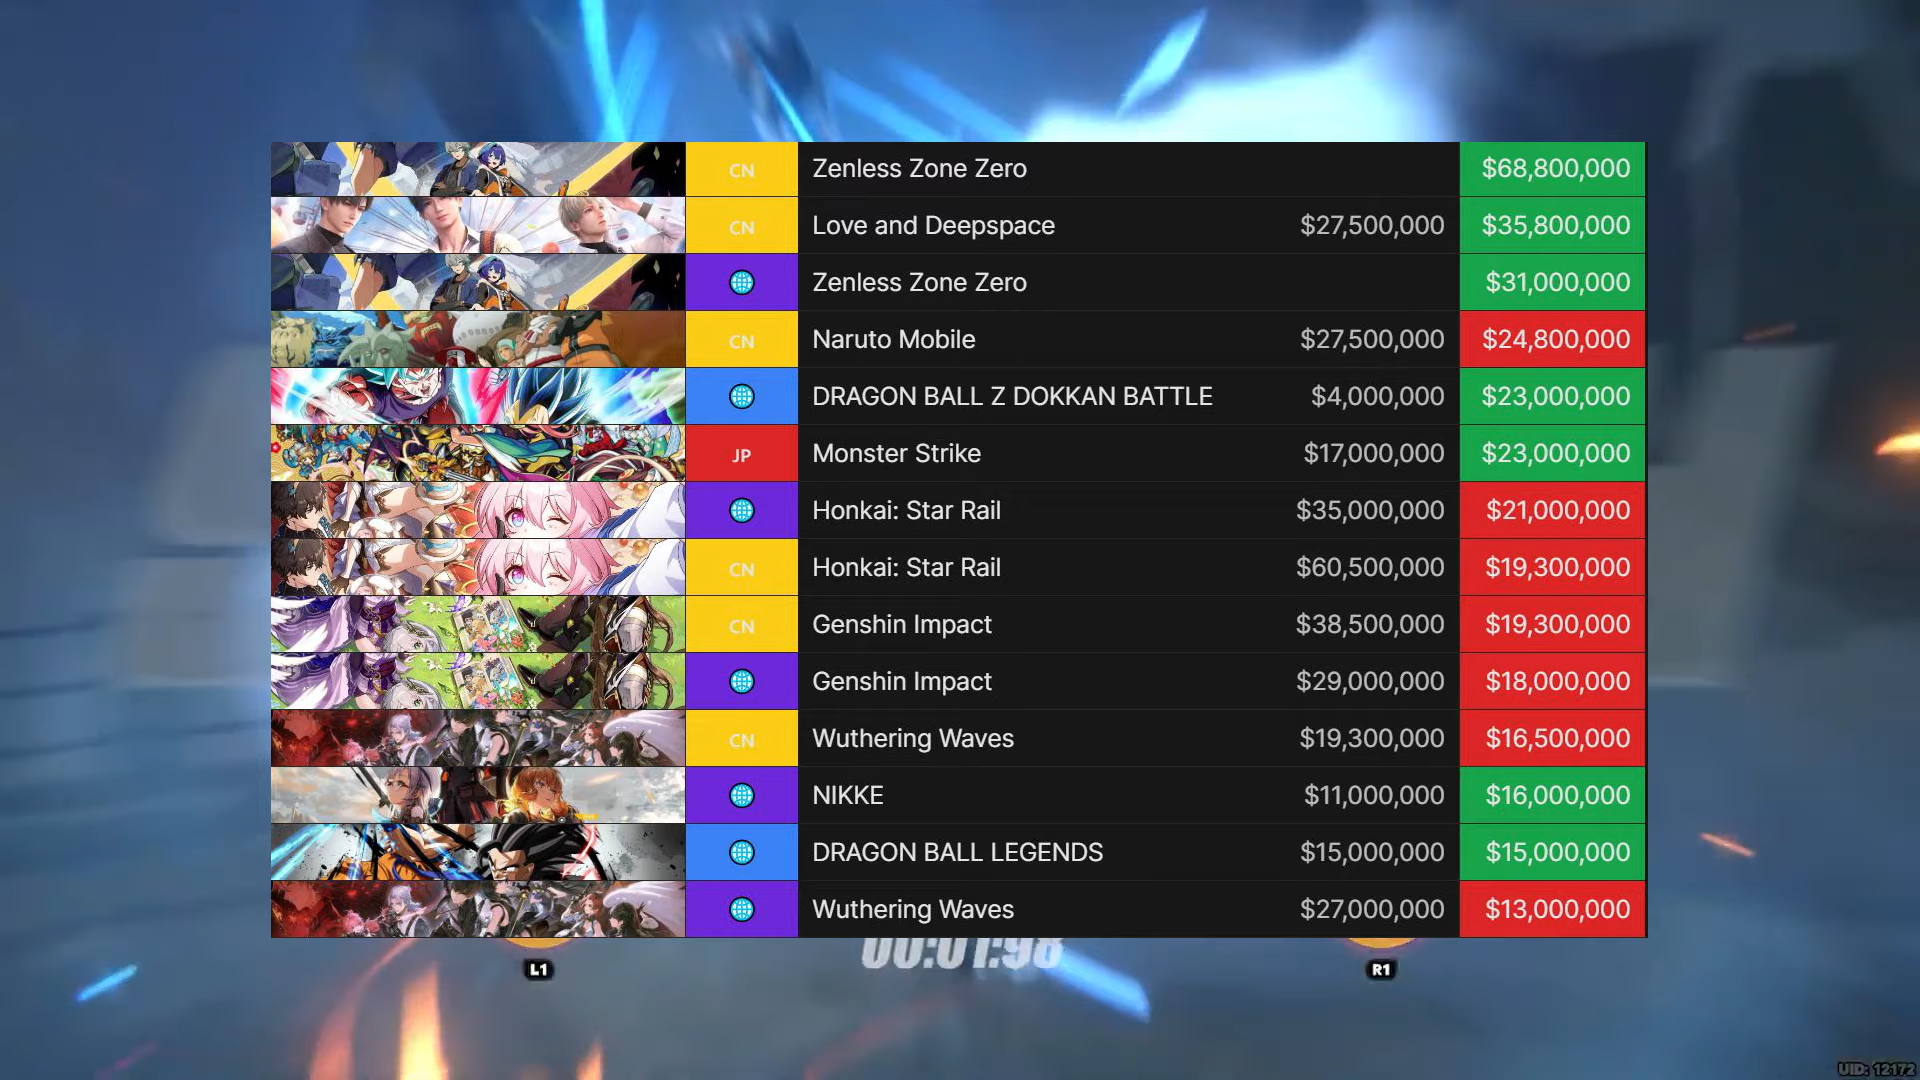 CN Zenless Zone Zero $68,800,000
CN Love and Deepspace $27,500,000 $35,800,000
Zenless Zone Zero $31,000,000
CN Naruto Mobile $27,500,000 $24,800,000
DRAGON BALL Z DOKKAN BATTLE $4,000,000 $23,000,000
JP Monster Strike $17,000,000 $23,000,000
Honkai: Star Rail $35,000,000 $21,000,000
CN Honkai: Star Rail $60,500,000 $19,300,000
CN Genshin Impact $38,500,000 $19,300,000
Genshin Impact $29,000,000 $18,000,000
CN Wuthering Waves $19,300,000 $16,500,000
NIKKE $11,000,000 $16,000,000
DRAGON BALL LEGENDS $15,000,000 $15,000,000
Wuthering Waves $27,000,000 $13,000,000
00:01:98
L1 R1
UID: 12172